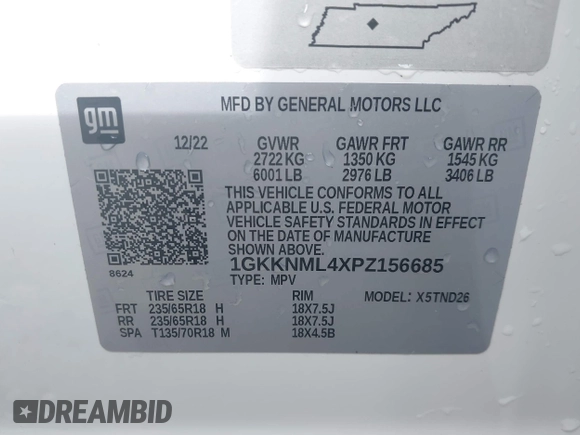 gm
MFD BY GENERAL MOTORS LLC
12/22 GVWR GAWR FRT GAWR RR
2722 KG 1350 KG 1545 KG
6001 LB 2976 LB 3406 LB
THIS VEHICLE CONFORMS TO ALL
APPLICABLE U.S. FEDERAL MOTOR
VEHICLE SAFETY STANDARDS IN EFFECT
ON THE DATE OF MANUFACTURE
SHOWN ABOVE.
8624
1GKKNML4XPZ156685
TYPE: MPV MODEL: X5TND26
TIRE SIZE RIM
FRT 235/65R18 H 18X7.5J
RR 235/65R18 H 18X7.5J
SPA T135/70R18 M 18X4.5B
DREAMBID